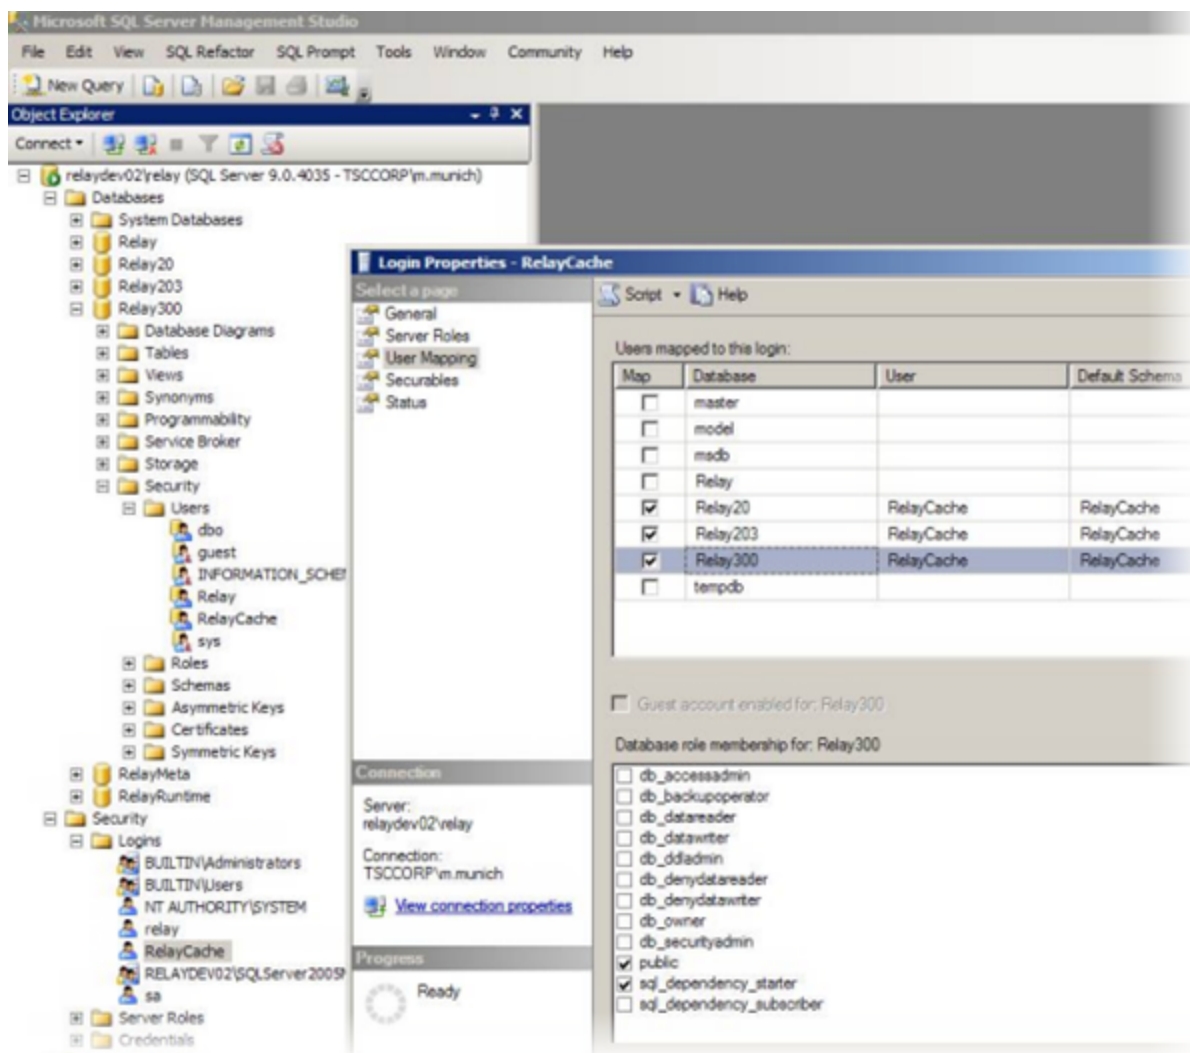 Microsoft SQL Server Management Studio
File Edit View SQL Refactor SQL Prompt Tools Window Community Help
New Query
Object Explorer
Connect
relaydev02\relay (SQL Server 9.0.4035 - TSCCORP\m.munich)
Databases
System Databases
Relay
Relay20
Relay203
Relay300
Database Diagrams
Tables
Views
Synonyms
Programmability
Service Broker
Storage
Security
Users
dbo
guest
INFORMATION_SCHE
Relay
RelayCache
sys
Roles
Schemas
Asymmetric Keys
Certificates
Symmetric Keys
RelayMeta
RelayRuntime
Security
Logins
BUILTIN\Administrators
BUILTIN\Users
NT AUTHORITY\SYSTEM
relay
RelayCache
RELAYDEV02\SQLServer2005M
sa
Server Roles
Credentials
Login Properties - RelayCache
Select a page
General
Server Roles
User Mapping
Securables
Status
Connection
Server:
relaydev02\relay
Connection:
TSCCORP\m.munich
View connection properties
Progress
Ready
Script Help
Users mapped to this login:
Map Database User Default Schema
master
model
msdb
Relay
Relay20 RelayCache RelayCache
Relay203 RelayCache RelayCache
Relay300 RelayCache RelayCache
tempdb
Guest account enabled for: Relay300
Database role membership for: Relay300
db_accessadmin
db_backupoperator
db_datareader
db_datawriter
db_ddladmin
db_denydatareader
db_denydatawriter
db_owner
db_securityadmin
public
sql_dependency_starter
sql_dependency_subscriber